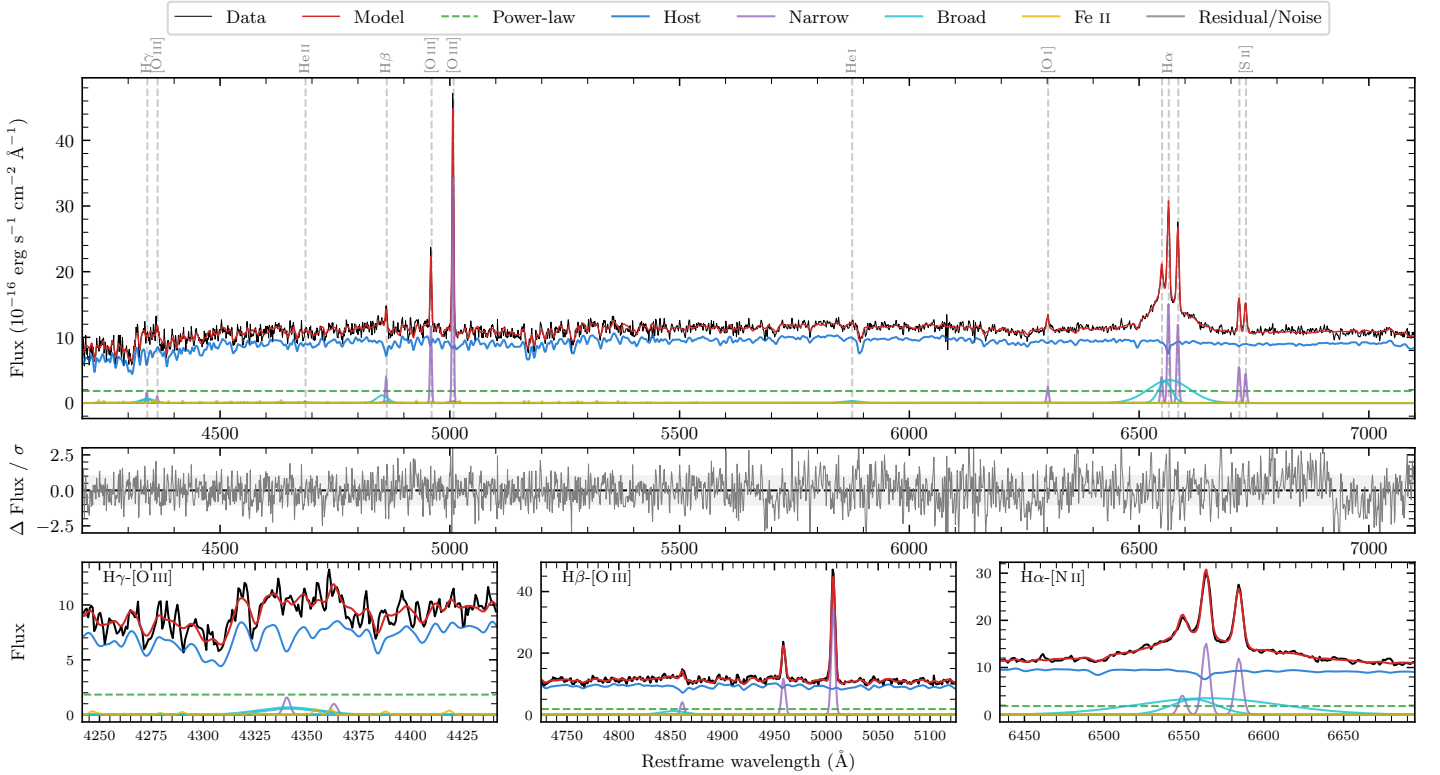 Data Model Power-law Host Narrow Broad Fe II Residual/Noise
Hγ [O III] He II Hβ [O III] [O III] He I [O I] Hα [S II]
Flux (10⁻¹⁶ erg s⁻¹ cm⁻² Å⁻¹)
40
30
20
10
0
4500 5000 5500 6000 6500 7000
Δ Flux / σ
2.5
0.0
−2.5
4500 5000 5500 6000 6500 7000
Flux
Hγ-[O III]
10
5
0
4250 4275 4300 4325 4350 4375 4400 4420
Hβ-[O III]
40
20
0
4750 4800 4850 4900 4950 5000 5050 5100
Hα-[N II]
30
20
10
0
6450 6500 6550 6600 6650
Restframe wavelength (Å)